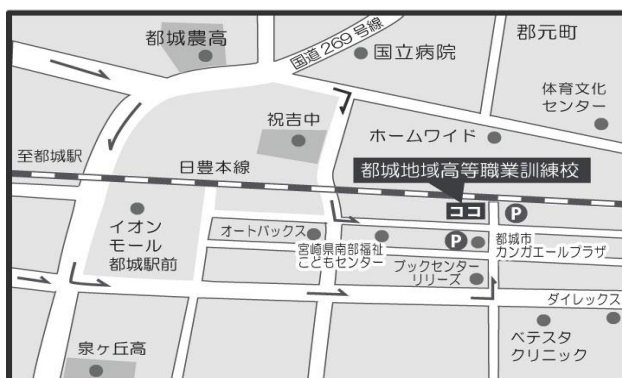 都城農高
国道269号線
国立病院
郡元町
体育文化
センター
祝吉中
ホームワイド
至都城駅
日豊本線
都城地域高等職業訓練校
ココ
P
イオン
モール
都城駅前
オートバックス
宮崎県南部福祉
こどもセンター
P
都城市
カンガエールプラザ
ブックセンター
リリーズ
ダイレックス
ベテスタ
クリニック
泉ヶ丘高